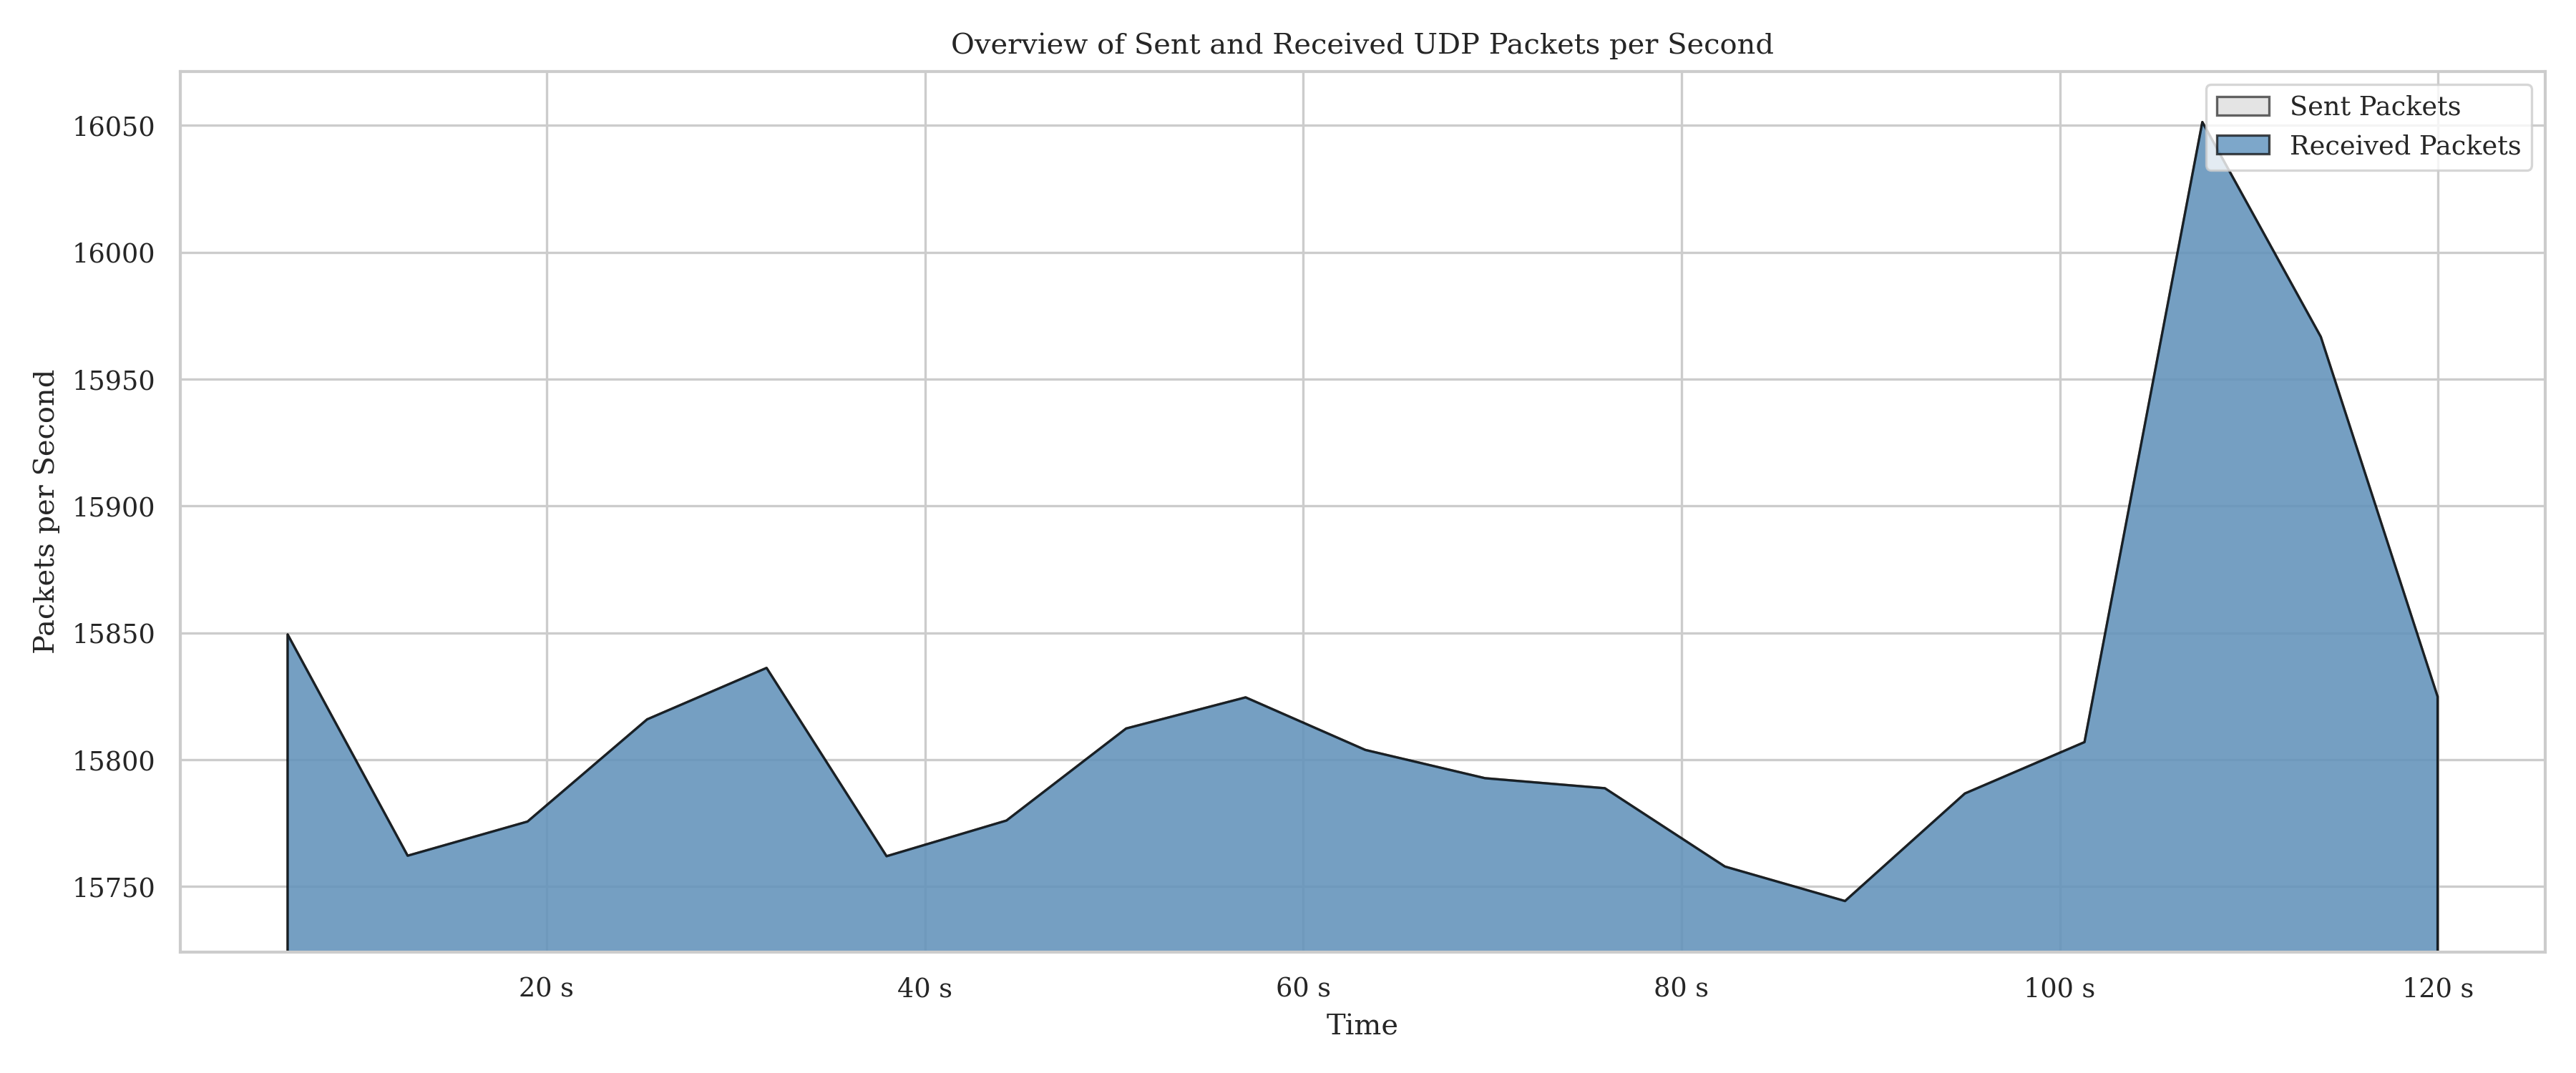 Overview of Sent and Received UDP Packets per Second
Sent Packets
Received Packets
Packets per Second
16050
16000
15950
15900
15850
15800
15750
20 s
40 s
60 s
80 s
100 s
120 s
Time